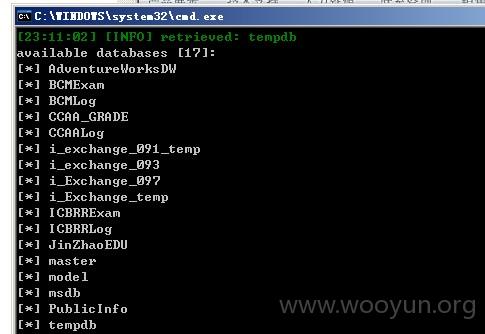 C:\WINDOWS\system32\cmd.exe
[23:11:02] [INFO] retrieved: tempdb
available databases [17]:
[*] AdventureWorksDW
[*] BCMExam
[*] BCMLog
[*] CCAA_GRADE
[*] CCAALog
[*] i_exchange_091_temp
[*] i_exchange_093
[*] i_Exchange_097
[*] i_Exchange_temp
[*] ICBRRExam
[*] ICBRRLog
[*] JinZhaoEDU
[*] master
[*] model
[*] msdb
[*] PublicInfo
[*] tempdb
www.wooyun.org